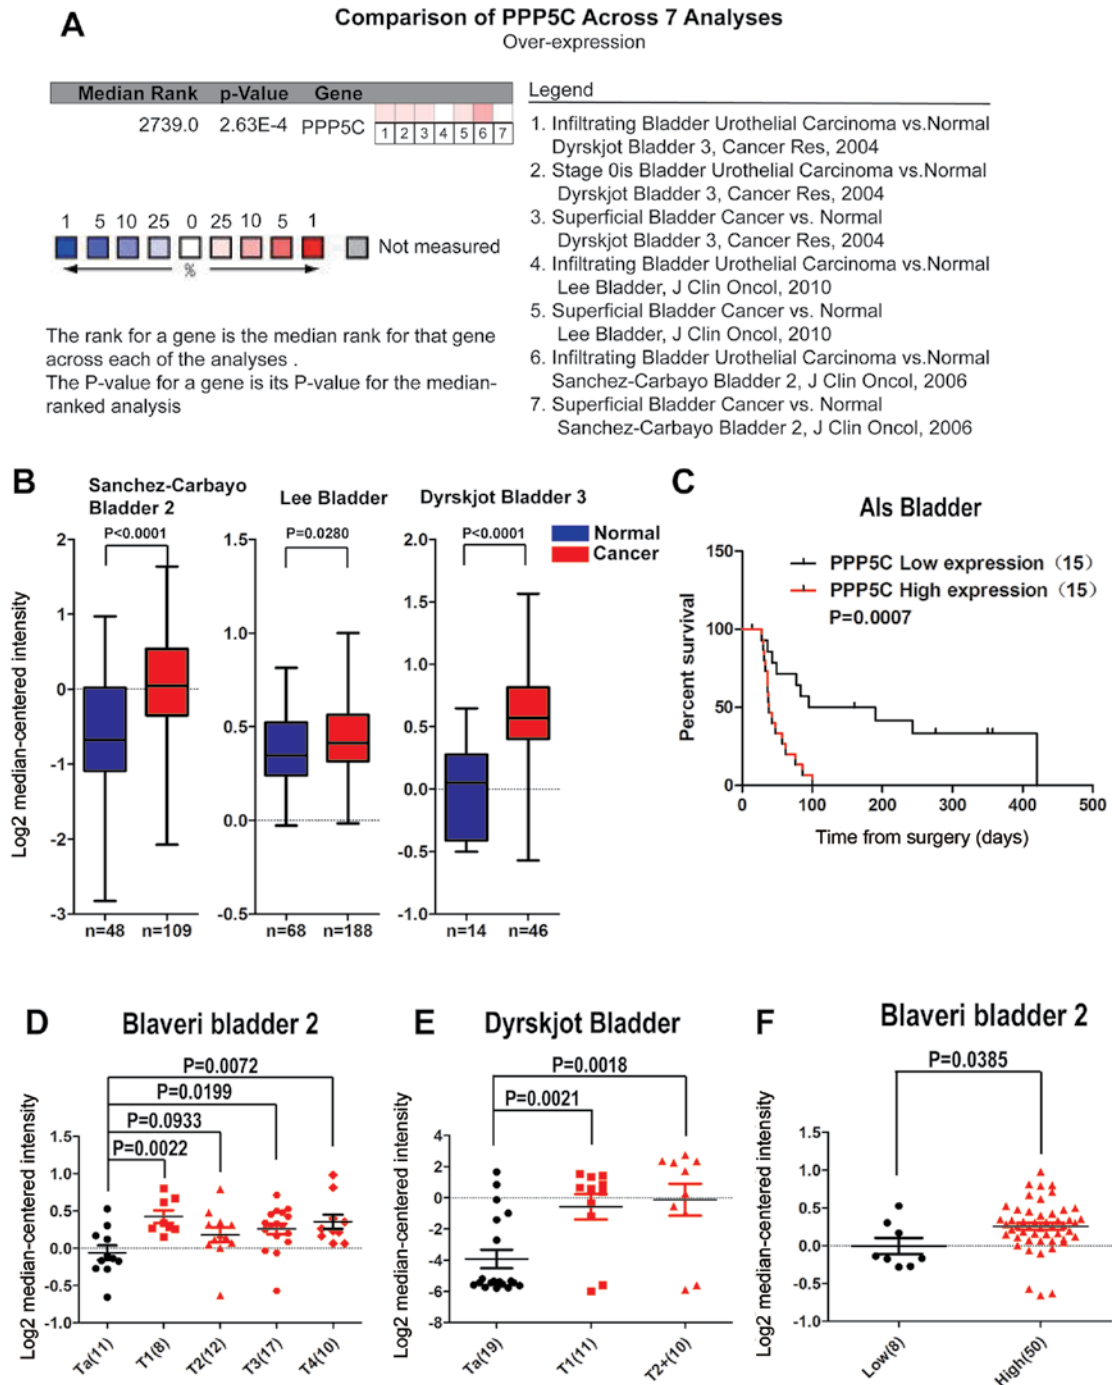 A
Comparison of PPP5C Across 7 Analyses
Over-expression
Median Rank p-Value Gene
2739.0 2.63E-4 PPP5C
1 2 3 4 5 6 7
1 5 10 25 0 25 10 5 1
Not measured
%
The rank for a gene is the median rank for that gene
across each of the analyses .
The P-value for a gene is its P-value for the median-
ranked analysis
Legend
1. Infiltrating Bladder Urothelial Carcinoma vs.Normal
Dyrskjot Bladder 3, Cancer Res, 2004
2. Stage 0is Bladder Urothelial Carcinoma vs.Normal
Dyrskjot Bladder 3, Cancer Res, 2004
3. Superficial Bladder Cancer vs. Normal
Dyrskjot Bladder 3, Cancer Res, 2004
4. Infiltrating Bladder Urothelial Carcinoma vs.Normal
Lee Bladder, J Clin Oncol, 2010
5. Superficial Bladder Cancer vs. Normal
Lee Bladder, J Clin Oncol, 2010
6. Infiltrating Bladder Urothelial Carcinoma vs.Normal
Sanchez-Carbayo Bladder 2, J Clin Oncol, 2006
7. Superficial Bladder Cancer vs. Normal
Sanchez-Carbayo Bladder 2, J Clin Oncol, 2006
B
Log2 median-centered intensity
Sanchez-Carbayo
Bladder 2
P<0.0001
2
1
0
-1
-2
-3
n=48 n=109
Lee Bladder
P=0.0280
1.5
1.0
0.5
0.0
-0.5
n=68 n=188
Dyrskjot Bladder 3
P<0.0001
2.0
1.5
1.0
0.5
0.0
-0.5
-1.0
n=14 n=46
Normal
Cancer
C
Als Bladder
PPP5C Low expression（15）
PPP5C High expression（15）
P=0.0007
Percent survival
150
100
50
0
0 100 200 300 400 500
Time from surgery (days)
D
Blaveri bladder 2
P=0.0072
P=0.0199
P=0.0933
P=0.0022
Log2 median-centered intensity
1.5
1.0
0.5
0.0
-0.5
-1.0
Ta(11) T1(8) T2(12) T3(17) T4(10)
E
Dyrskjot Bladder
P=0.0018
P=0.0021
Log2 median-centered intensity
4
2
0
-2
-4
-6
-8
Ta(19) T1(11) T2+(10)
F
Blaveri bladder 2
P=0.0385
Log2 median-centered intensity
1.5
1.0
0.5
0.0
-0.5
-1.0
Low(8) High(50)